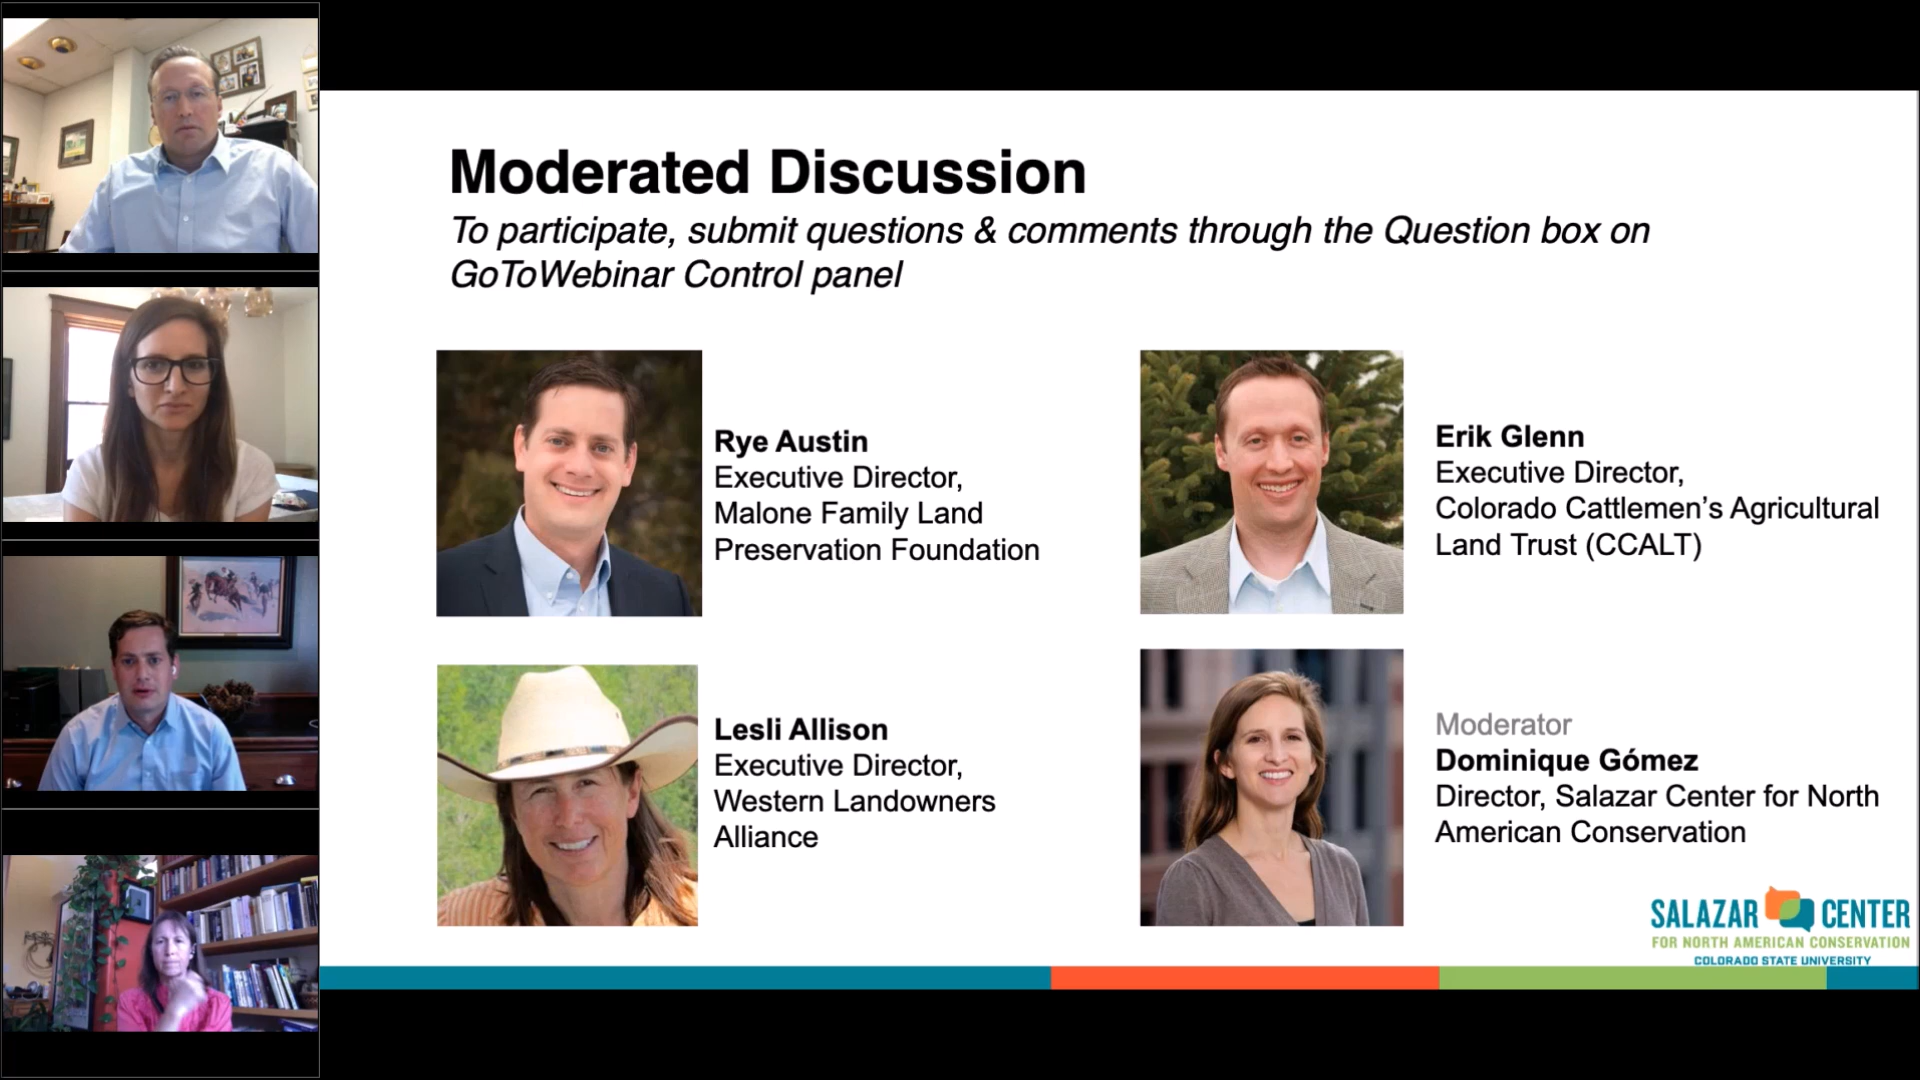 Moderated Discussion
To participate, submit questions & comments through the Question box on
GoToWebinar Control panel
Rye Austin
Executive Director,
Malone Family Land
Preservation Foundation
Erik Glenn
Executive Director,
Colorado Cattlemen's Agricultural
Land Trust (CCALT)
Lesli Allison
Executive Director,
Western Landowners
Alliance
Moderator
Dominique Gómez
Director, Salazar Center for North
American Conservation
SALAZAR CENTER
FOR NORTH AMERICAN CONSERVATION
COLORADO STATE UNIVERSITY